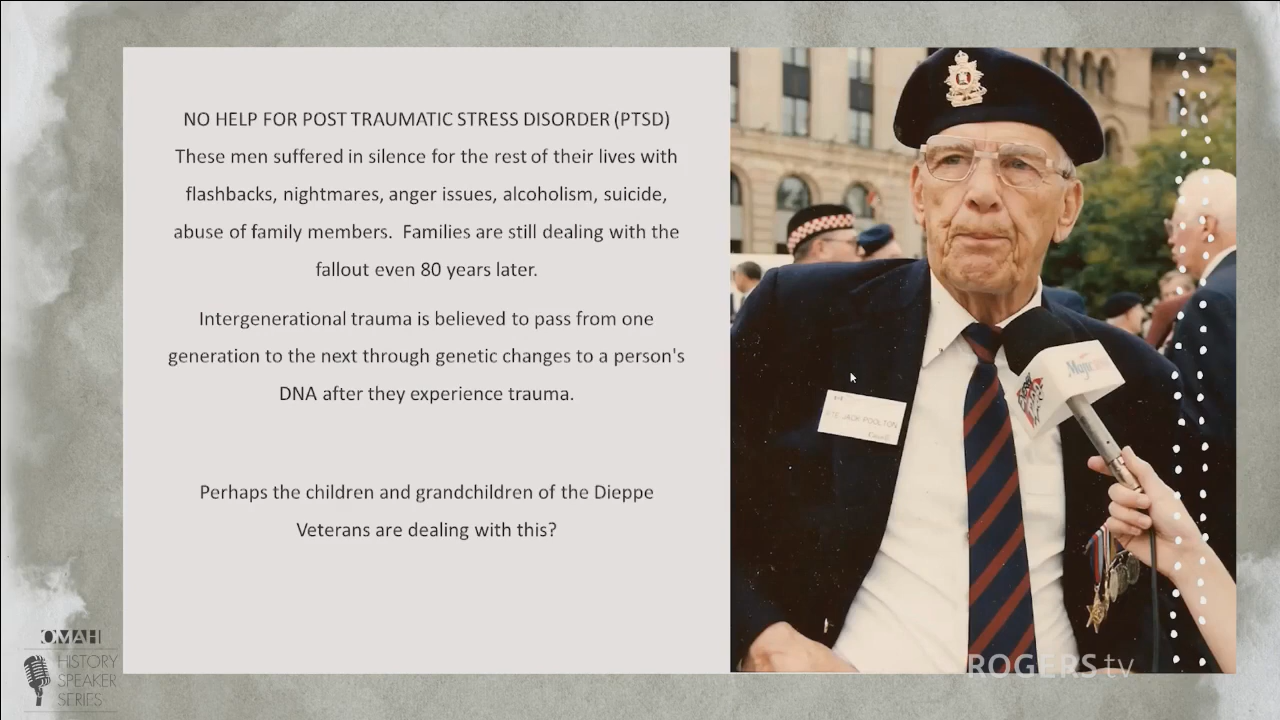 NO HELP FOR POST TRAUMATIC STRESS DISORDER (PTSD)
These men suffered in silence for the rest of their lives with
flashbacks, nightmares, anger issues, alcoholism, suicide,
abuse of family members.  Families are still dealing with the
fallout even 80 years later.
Intergenerational trauma is believed to pass from one
generation to the next through genetic changes to a person's
DNA after they experience trauma.
Perhaps the children and grandchildren of the Dieppe
Veterans are dealing with this?
JACK POOLTON
Majic
OMAH
HISTORY
SPEAKER
SERIES
ROGERS tv